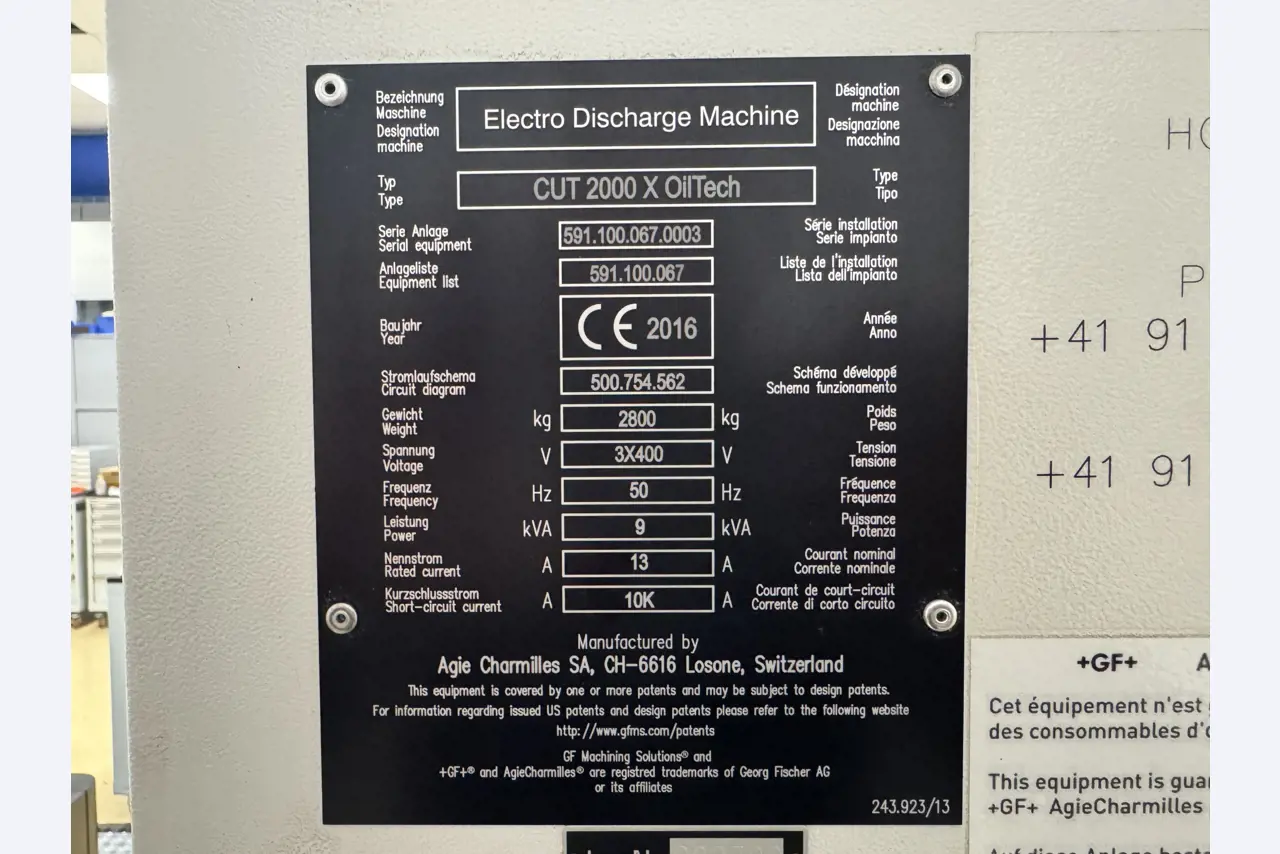 Bezeichnung
Maschine
Designation
machine
Electro Discharge Machine
Désignation
machine
Designazione
macchina
Typ
Type
CUT 2000 X OilTech
Type
Tipo
Serie Anlage
Serial equipment
591.100.067.0003
Série installation
Serie impianto
Anlageliste
Equipment list
591.100.067
Liste de l'installation
Lista dell'impianto
Baujahr
Year
CE 2016
Année
Anno
Stromlaufschema
Circuit diagram
500.754.562
Schéma développé
Schema funzionamento
Gewicht
Weight
kg 2800 kg
Poids
Peso
Spannung
Voltage
V 3X400 V
Tension
Tensione
Frequenz
Frequency
Hz 50 Hz
Fréquence
Frequenza
Leistung
Power
kVA 9 kVA
Puissance
Potenza
Nennstrom
Rated current
A 13 A
Courant nominal
Corrente nominale
Kurzschlussstrom
Short-circuit current
A 10K A
Courant de court-circuit
Corrente di corto circuito
Manufactured by
Agie Charmilles SA, CH-6616 Losone, Switzerland
This equipment is covered by one or more patents and may be subject to design patents.
For information regarding issued US patents and design patents please refer to the following website
http://www.gfms.com/patents
GF Machining Solutions® and
+GF+® and AgieCharmilles® are registred trademarks of Georg Fischer AG
or its affiliates
243.923/13
+41 91
+41 91
+GF+
Cet équipement n'est
des consommables
This equipment is
+GF+ AgieCharmilles
Auf diese Anlage